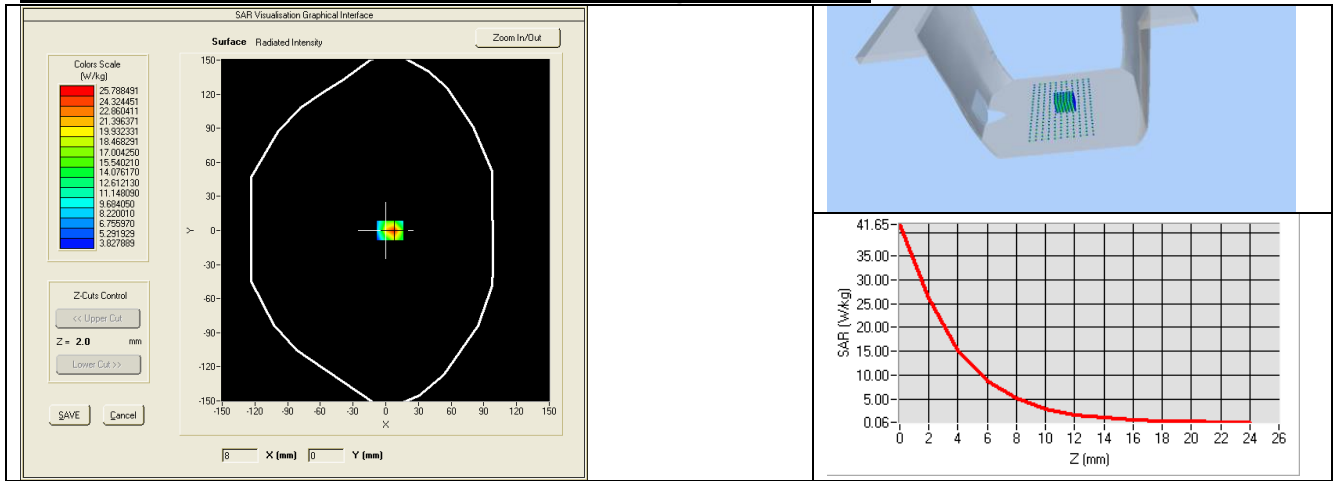 SAR Visualisation Graphical Interface
Surface Radiated Intensity
Zoom In/Out
Colors Scale
(W/kg)
25.788491
24.324451
22.860411
21.396371
19.932331
18.468291
17.004250
15.540210
14.076170
12.612130
11.148090
9.684050
8.220010
6.755970
5.291929
3.827889
Z-Cuts Control
<< Upper Cut
Z = 2.0 mm
Lower Cut >>
SAVE Cancel
150
120
90
60
30
0
-30
-60
-90
-120
-150
Y
-150 -120 -90 -60 -30 0 30 60 90 120 150
X
8 X (mm) 0 Y (mm)
41.65
35.00
30.00
25.00
20.00
15.00
10.00
5.00
0.06
SAR (W/kg)
0 2 4 6 8 10 12 14 16 18 20 22 24 26
Z (mm)